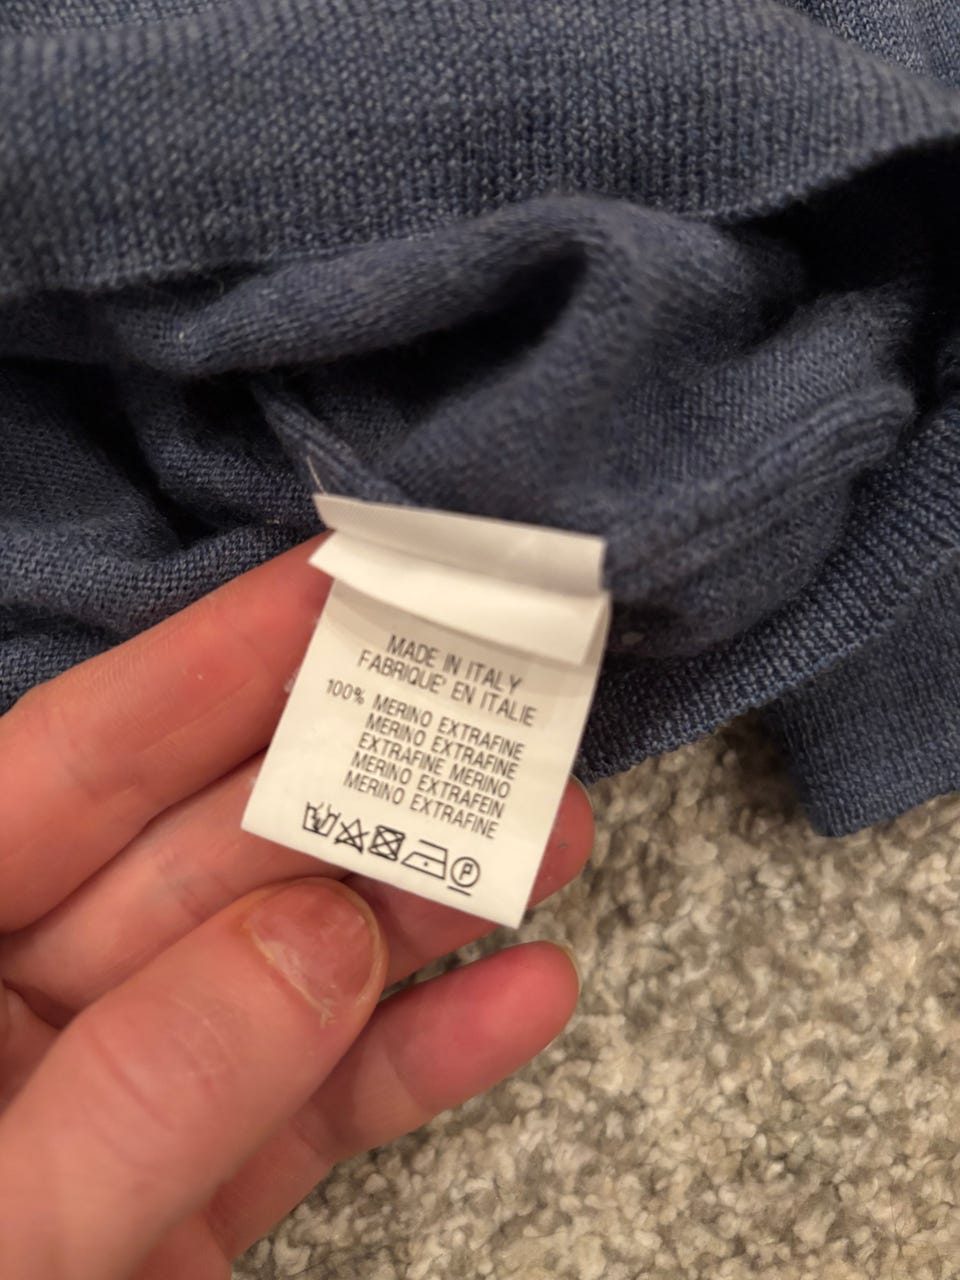 MADE IN ITALY
FABRIQUE' EN ITALIE
100% MERINO EXTRAFINE
MERINO EXTRAFINE
EXTRAFINE MERINO
MERINO EXTRAFEIN
MERINO EXTRAFINE
P